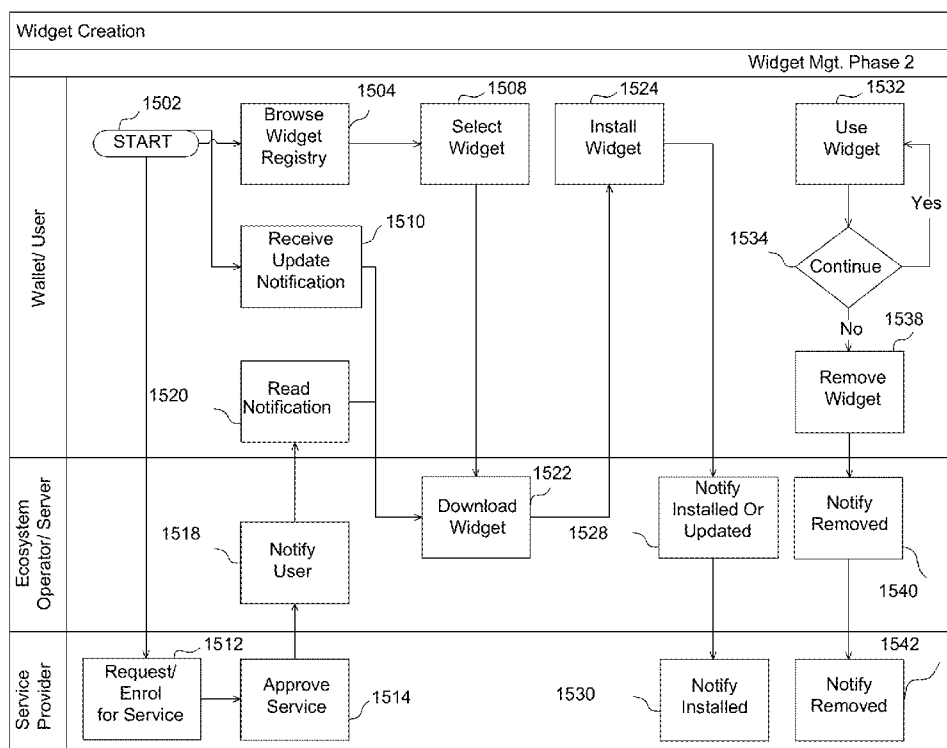 Widget Creation
Widget Mgt. Phase 2
Wallet/ User
1502
START
1504
Browse
Widget
Registry
1508
Select
Widget
1524
Install
Widget
1532
Use
Widget
Yes
1510
Receive
Update
Notification
1534
Continue
No
1538
Remove
Widget
1520
Read
Notification
Ecosystem
Operator/ Server
1518
Notify
User
1522
Download
Widget
1528
Notify
Installed Or
Updated
Notify
Removed
1540
Service
Provider
1512
Request/
Enrol
for Service
Approve
Service
1514
1530
Notify
Installed
1542
Notify
Removed